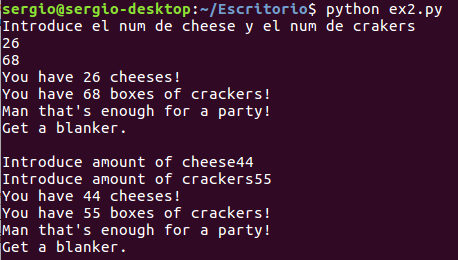 sergio@sergio-desktop:~/Escritorio$ python ex2.py
Introduce el num de cheese y el num de crakers
26
68
You have 26 cheeses!
You have 68 boxes of crackers!
Man that's enough for a party!
Get a blanker.
Introduce amount of cheese44
Introduce amount of crackers55
You have 44 cheeses!
You have 55 boxes of crackers!
Man that's enough for a party!
Get a blanker.